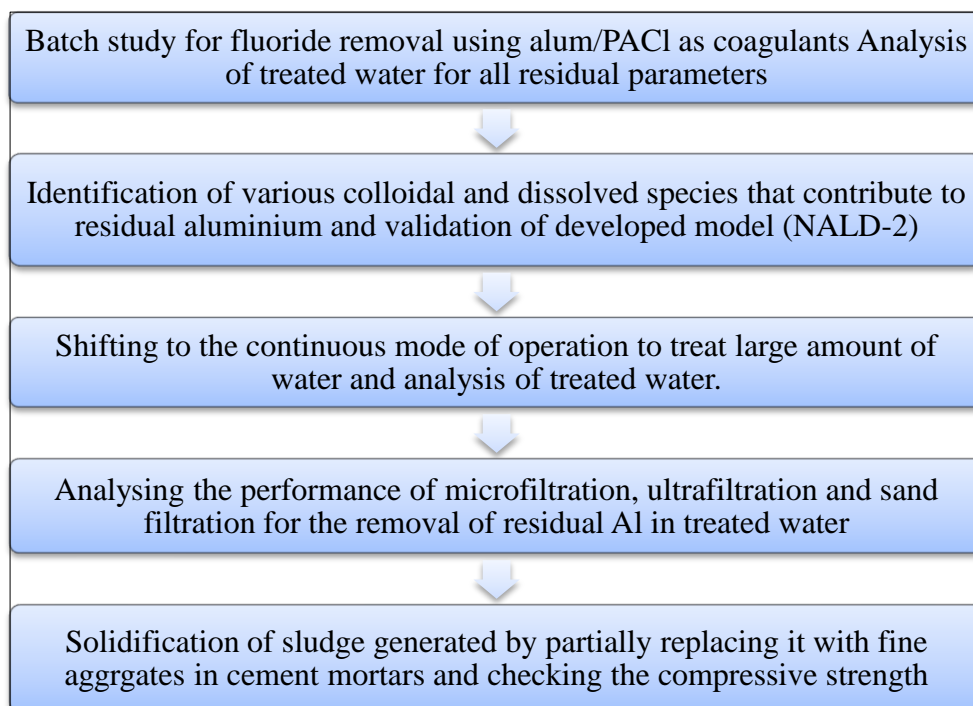 Batch study for fluoride removal using alum/PACl as coagulants Analysis
of treated water for all residual parameters
Identification of various colloidal and dissolved species that contribute to
residual aluminium and validation of developed model (NALD-2)
Shifting to the continuous mode of operation to treat large amount of
water and analysis of treated water.
Analysing the performance of microfiltration, ultrafiltration and sand
filtration for the removal of residual Al in treated water
Solidification of sludge generated by partially replacing it with fine
aggrgates in cement mortars and checking the compressive strength